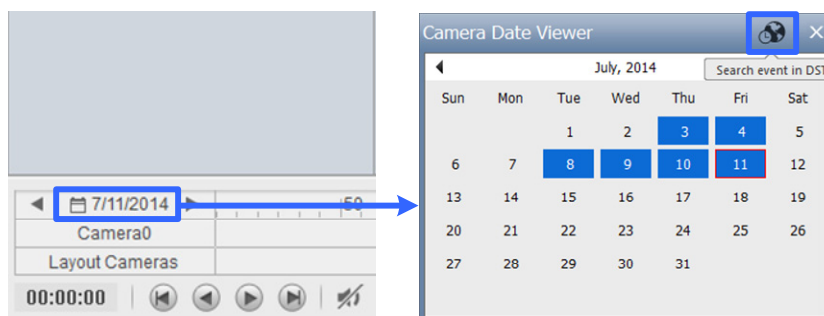 7/11/2014
Camera0
Layout Cameras
00:00:00
Camera Date Viewer
July, 2014
Search event in DST
Sun Mon Tue Wed Thu Fri Sat
1 2 3 4 5
6 7 8 9 10 11 12
13 14 15 16 17 18 19
20 21 22 23 24 25 26
27 28 29 30 31